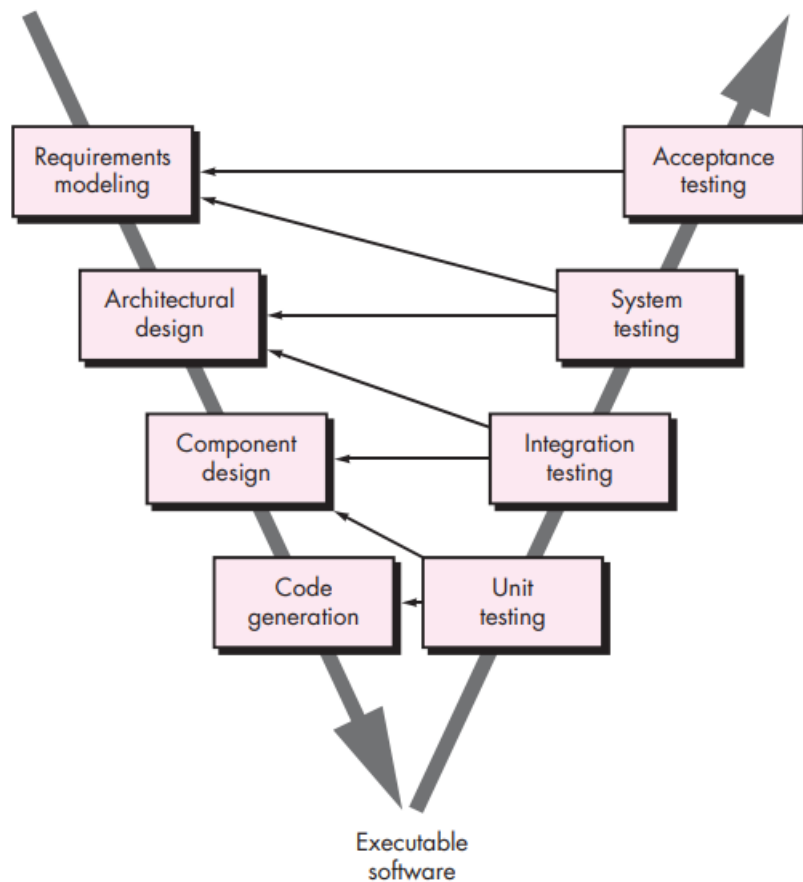 Requirements
modeling
Acceptance
testing
Architectural
design
System
testing
Component
design
Integration
testing
Code
generation
Unit
testing
Executable
software